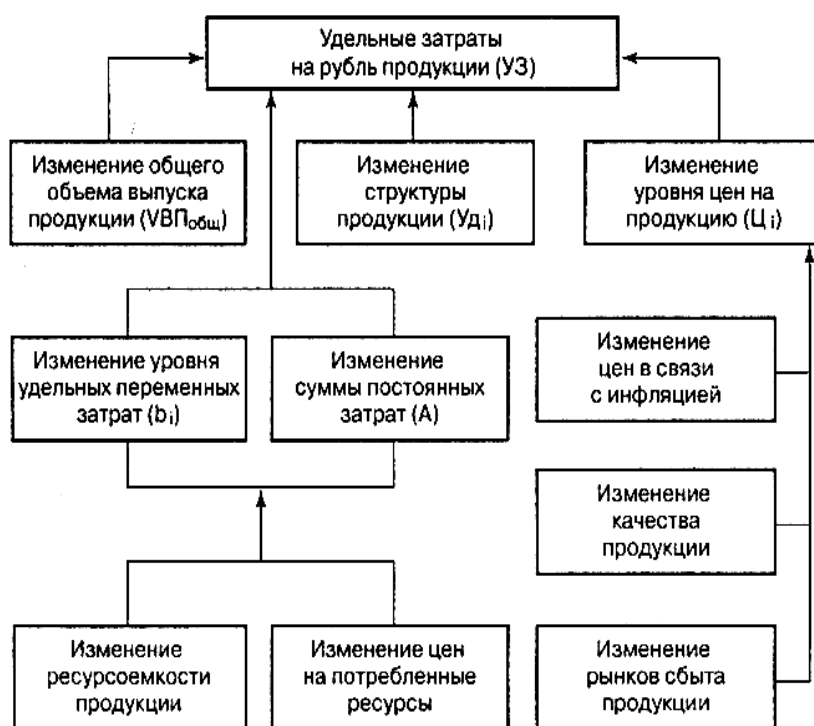 Удельные затраты
на рубль продукции (УЗ)
Изменение общего
объема выпуска
продукции (VВПобщ)
Изменение
структуры
продукции (Удi)
Изменение
уровня цен на
продукцию (Цi)
Изменение уровня
удельных переменных
затрат (bi)
Изменение
суммы постоянных
затрат (А)
Изменение
цен в связи
с инфляцией
Изменение
качества
продукции
Изменение
ресурсоемкости
продукции
Изменение цен
на потребленные
ресурсы
Изменение
рынков сбыта
продукции